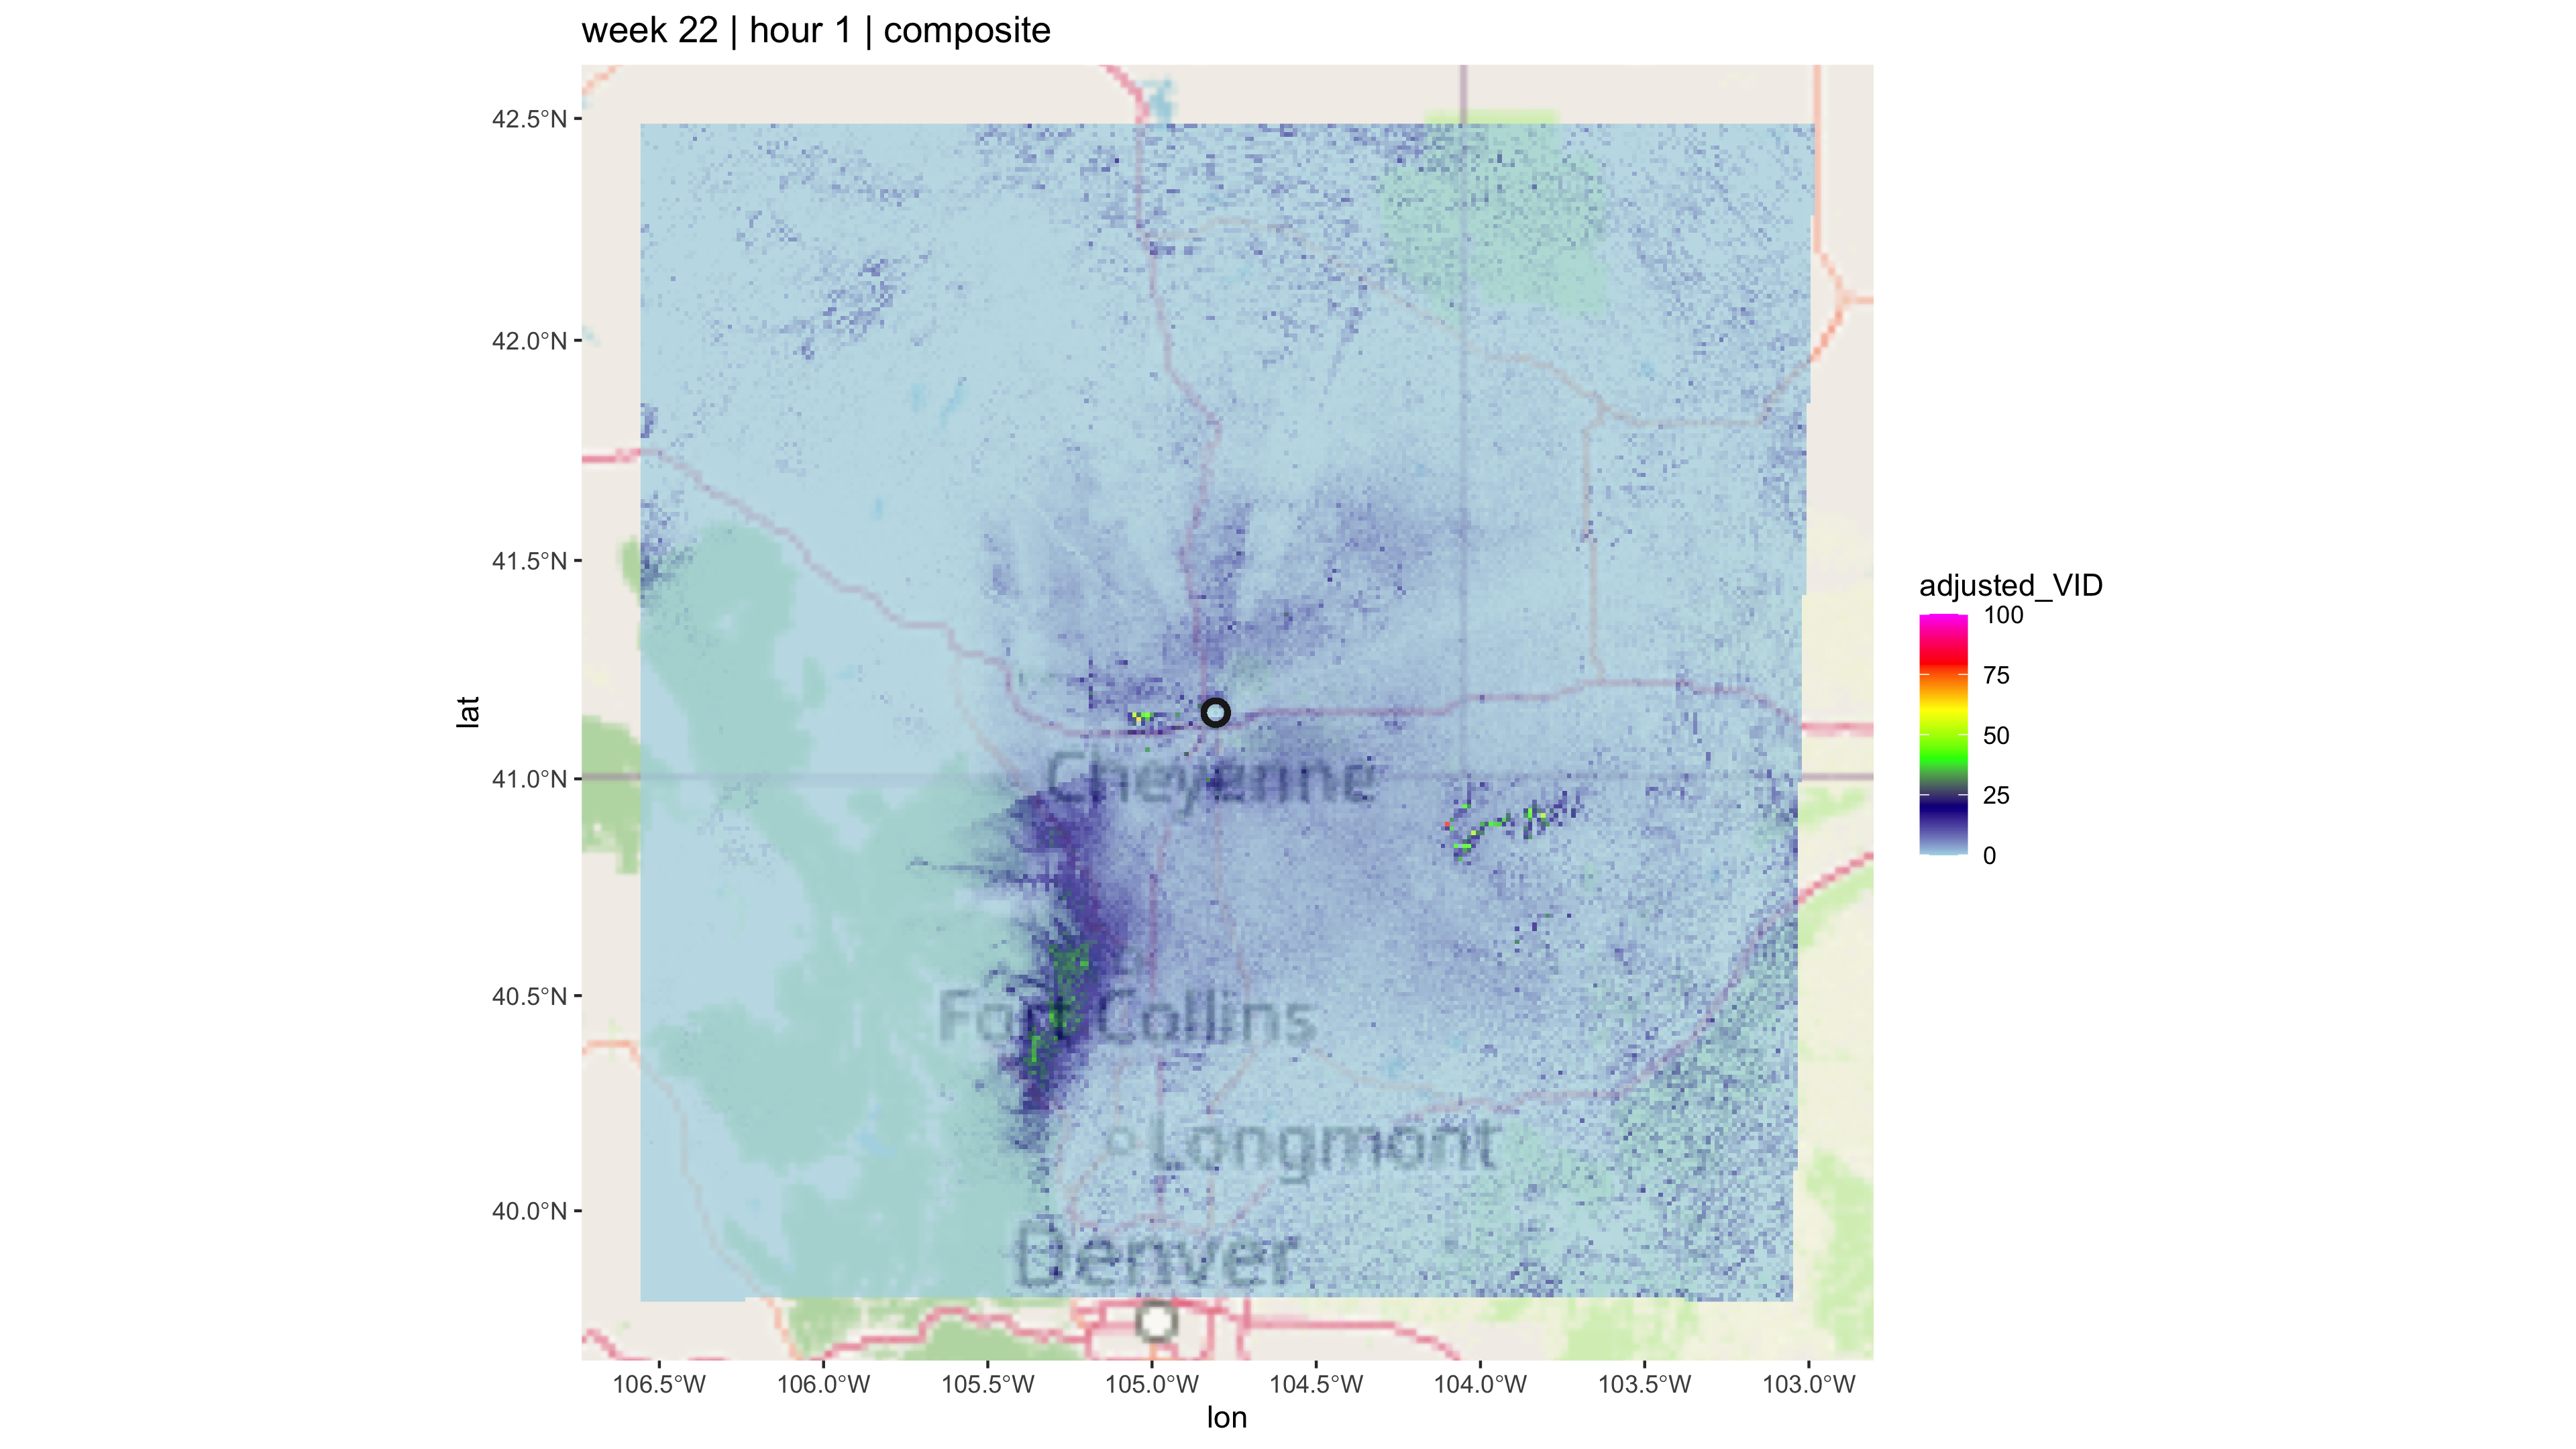 week 22 | hour 1 | composite
42.5°N
42.0°N
41.5°N
41.0°N
40.5°N
40.0°N
lat
Cheyenne
Fort Collins
Longmont
Denver
106.5°W 106.0°W 105.5°W 105.0°W 104.5°W 104.0°W 103.5°W 103.0°W
lon
adjusted_VID
100
75
50
25
0